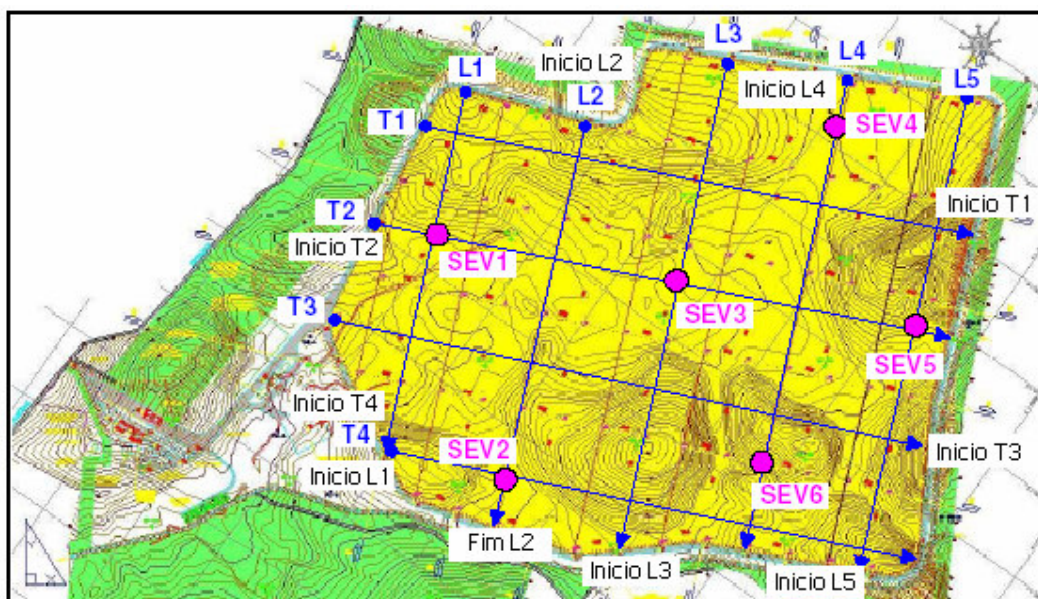 L3
Inicio L2
L4
L1
Inicio L4
L5
L2
T1
SEV4
Inicio T1
T2
Inicio T2
SEV1
SEV3
T3
SEV5
Inicio T4
T4
SEV2
Inicio T3
Inicio L1
SEV6
Fim L2
Inicio L3
Inicio L5